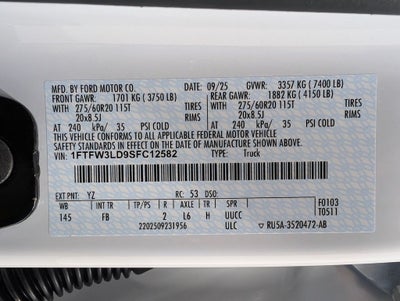 MFD. BY FORD MOTOR CO. DATE: 09/25 GVWR: 3357 KG ( 7400 LB)
FRONT GAWR: 1701 KG ( 3750 LB) REAR GAWR: 1882 KG ( 4150 LB)
WITH 275/60R20 115T WITH 275/60R20 115T
TIRES
20x8.5J RIMS 20x8.5J
AT 240 kPa/ 35 PSI COLD AT 240 kPa/ 35 PSI COLD
THIS VEHICLE CONFORMS TO ALL APPLICABLE FEDERAL MOTOR VEHICLE
SAFETY STANDARDS IN EFFECT ON THE DATE OF MANUFACTURE SHOWN ABOVE.
VIN: 1FTFW3LD9SFC12582 TYPE: Truck
EXT PNT: YZ RC: 53 DSO:
WB INT TR TP/PS R AXLE TR SPR F0103
145 FB 2 L6 H UUCC T0511
2202509231956 ULC RU5A-3520472-AB